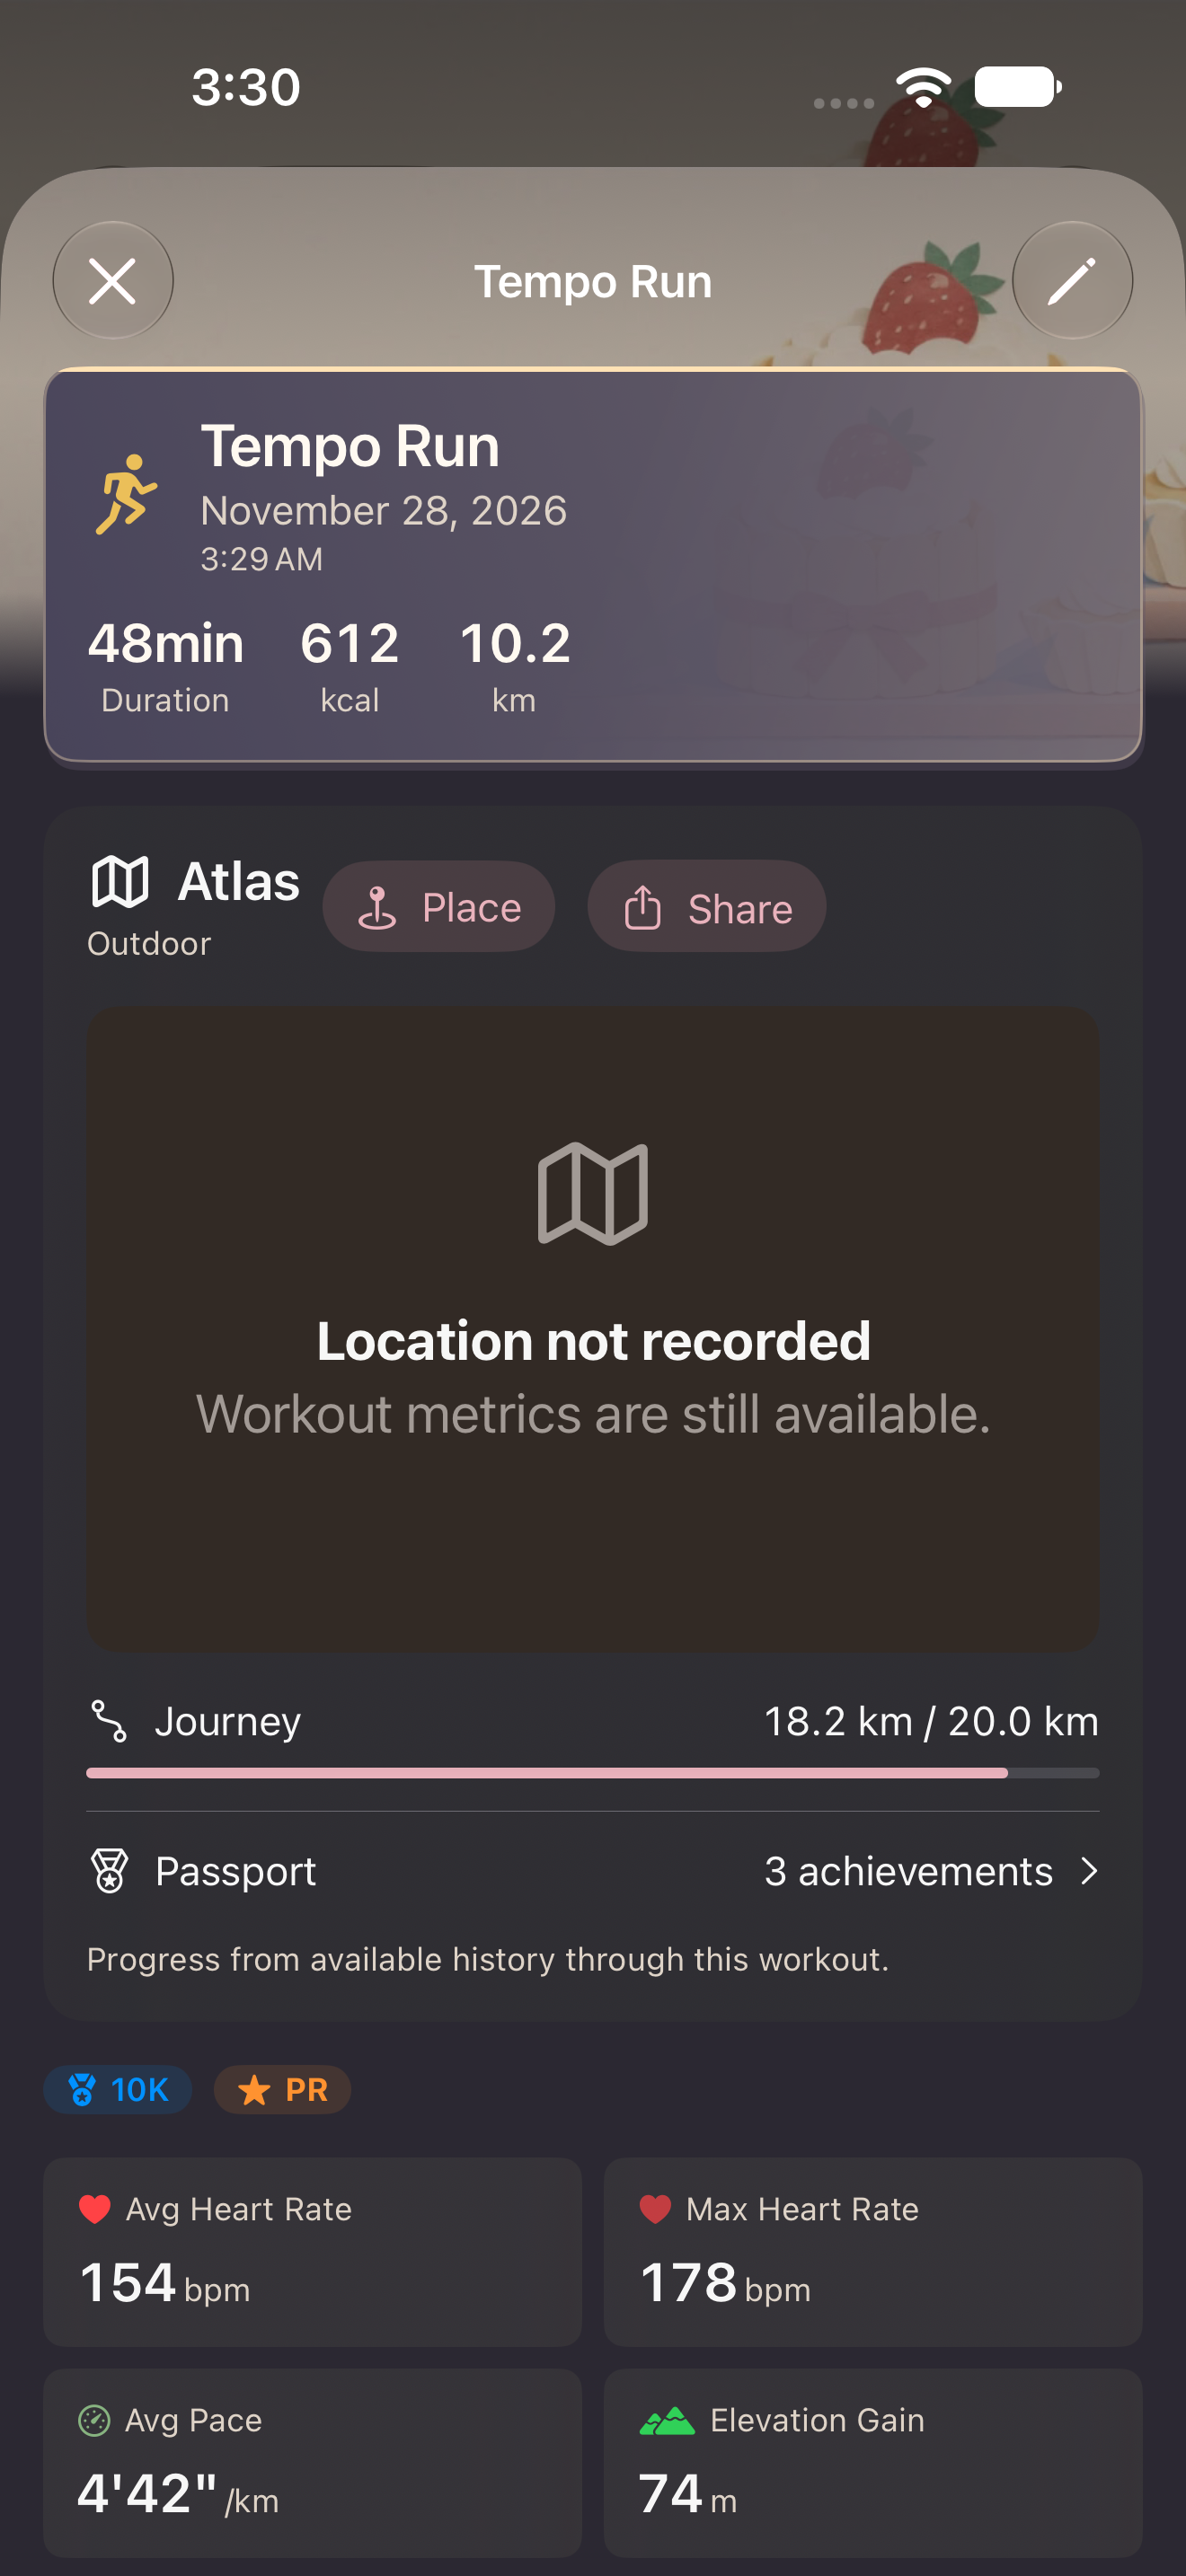 3:30
Tempo Run
Tempo Run
November 28, 2026
3:29 AM
48min 612 10.2
Duration kcal km
Atlas
Place Share
Outdoor
Location not recorded
Workout metrics are still available.
Journey 18.2 km / 20.0 km
Passport 3 achievements
Progress from available history through this workout.
10K PR
Avg Heart Rate Max Heart Rate
154 bpm 178 bpm
Avg Pace Elevation Gain
4'42" /km 74 m